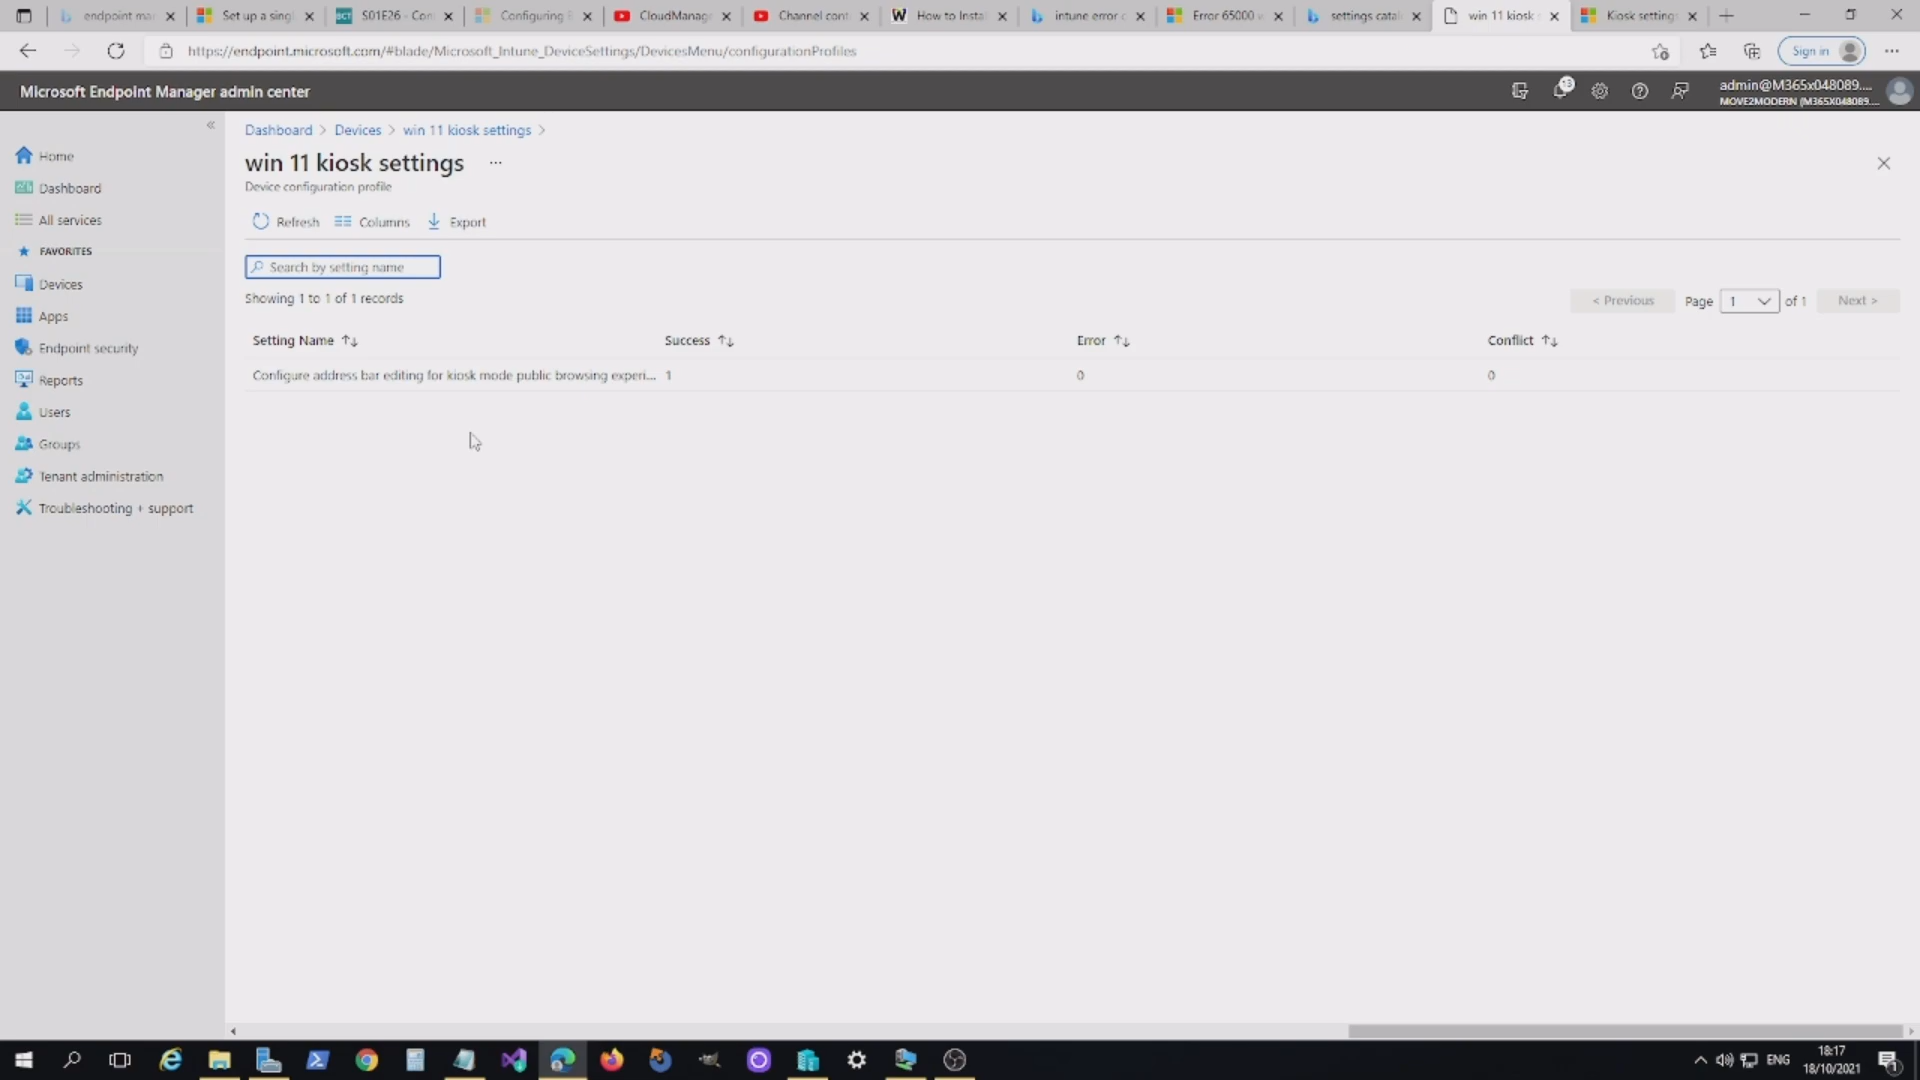 endpoint ma
Set up a singl
S01E26 - Con
Configuring
CloudManag
Channel cont
How to Insta
intune error c
Error 65000
settings catal
win 11 kiosk
Kiosk setting
https://endpoint.microsoft.com/#blade/Microsoft_Intune_DeviceSettings/DevicesMenu/configurationProfiles
Sign in
Microsoft Endpoint Manager admin center
admin@M365x048089....
MOVE2MODERN (M365X048089...
Dashboard > Devices > win 11 kiosk settings >
win 11 kiosk settings ...
Device configuration profile
Refresh Columns Export
Search by setting name
Showing 1 to 1 of 1 records
< Previous Page 1 of 1 Next >
Setting Name Success Error Conflict
Configure address bar editing for kiosk mode public browsing experi... 1 0 0
Home
Dashboard
All services
FAVORITES
Devices
Apps
Endpoint security
Reports
Users
Groups
Tenant administration
Troubleshooting + support
ENG
18:17
18/10/2021